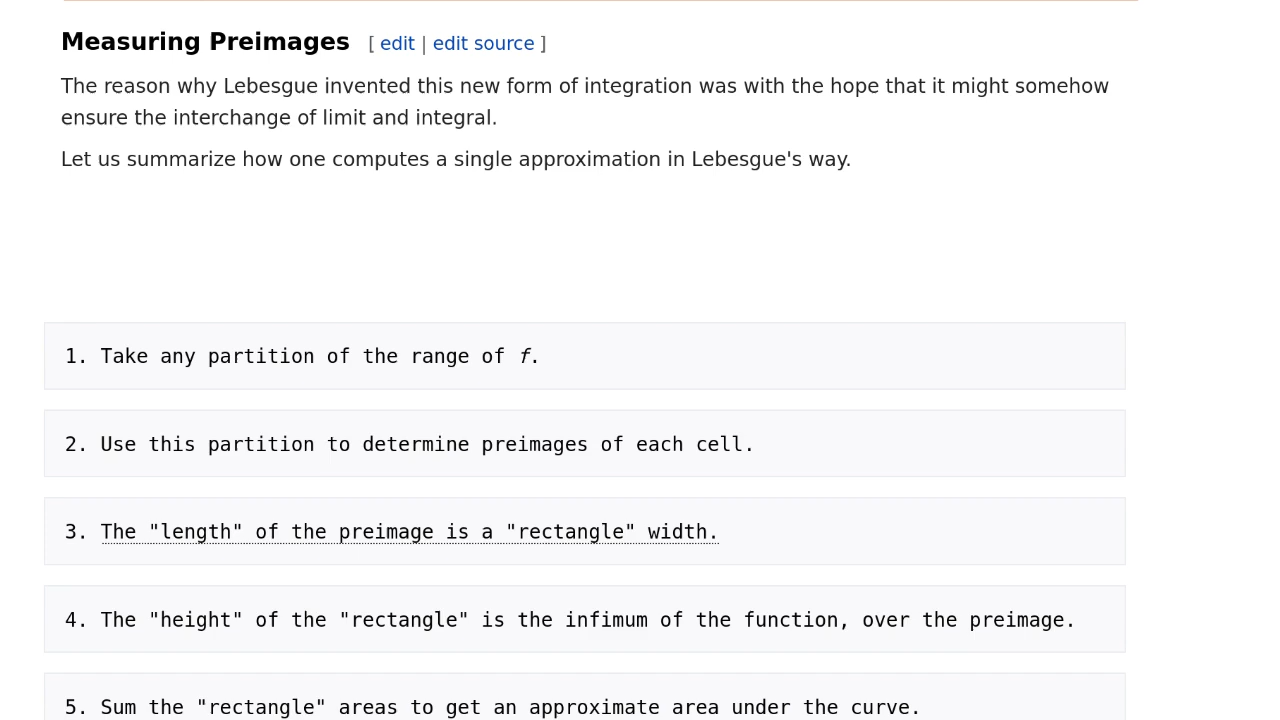 Measuring Preimages [ edit | edit source ]
The reason why Lebesgue invented this new form of integration was with the hope that it might somehow
ensure the interchange of limit and integral.
Let us summarize how one computes a single approximation in Lebesgue's way.
1. Take any partition of the range of f.
2. Use this partition to determine preimages of each cell.
3. The "length" of the preimage is a "rectangle" width.
4. The "height" of the "rectangle" is the infimum of the function, over the preimage.
5. Sum the "rectangle" areas to get an approximate area under the curve.